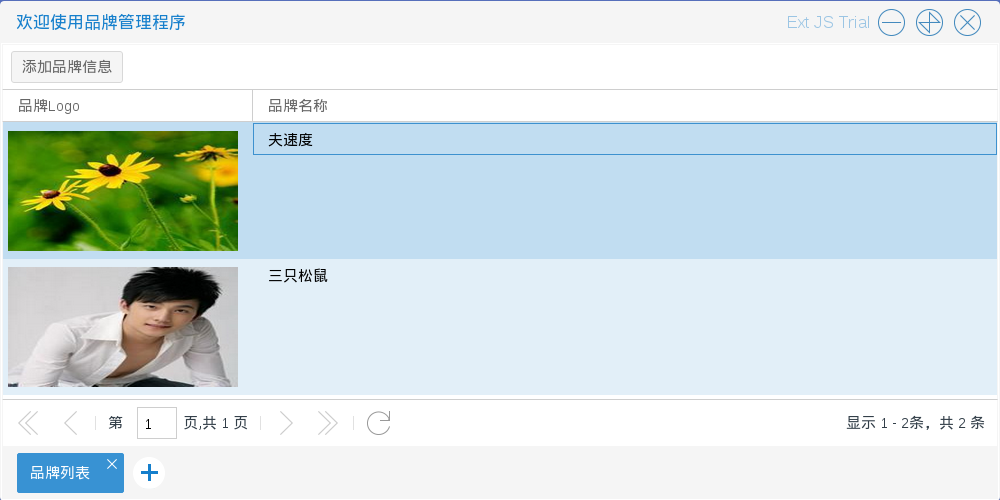 欢迎使用品牌管理程序
Ext JS Trial
添加品牌信息
品牌Logo 品牌名称
夫速度
三只松鼠
第 1 页,共 1 页 显示 1 - 2条，共 2 条
品牌列表